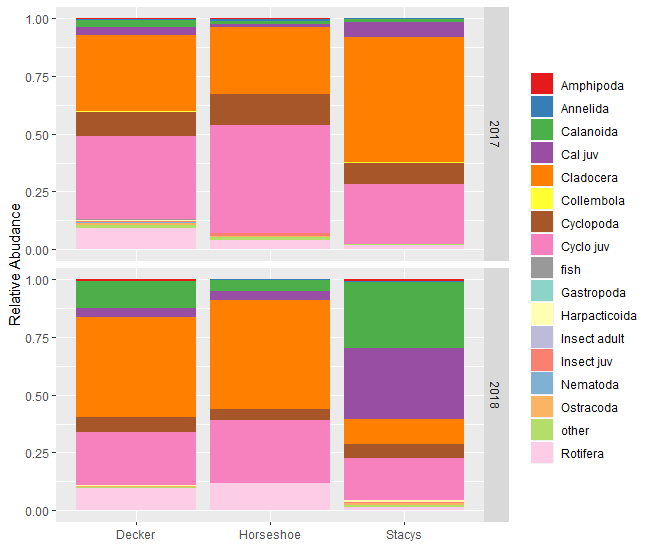 Relative Abudance
1.00
0.75
0.50
0.25
0.00
2017
1.00
0.75
0.50
0.25
0.00
2018
Decker
Horseshoe
Stacys
Amphipoda
Annelida
Calanoida
Cal juv
Cladocera
Collembola
Cyclopoda
Cyclo juv
fish
Gastropoda
Harpacticoida
Insect adult
Insect juv
Nematoda
Ostracoda
other
Rotifera